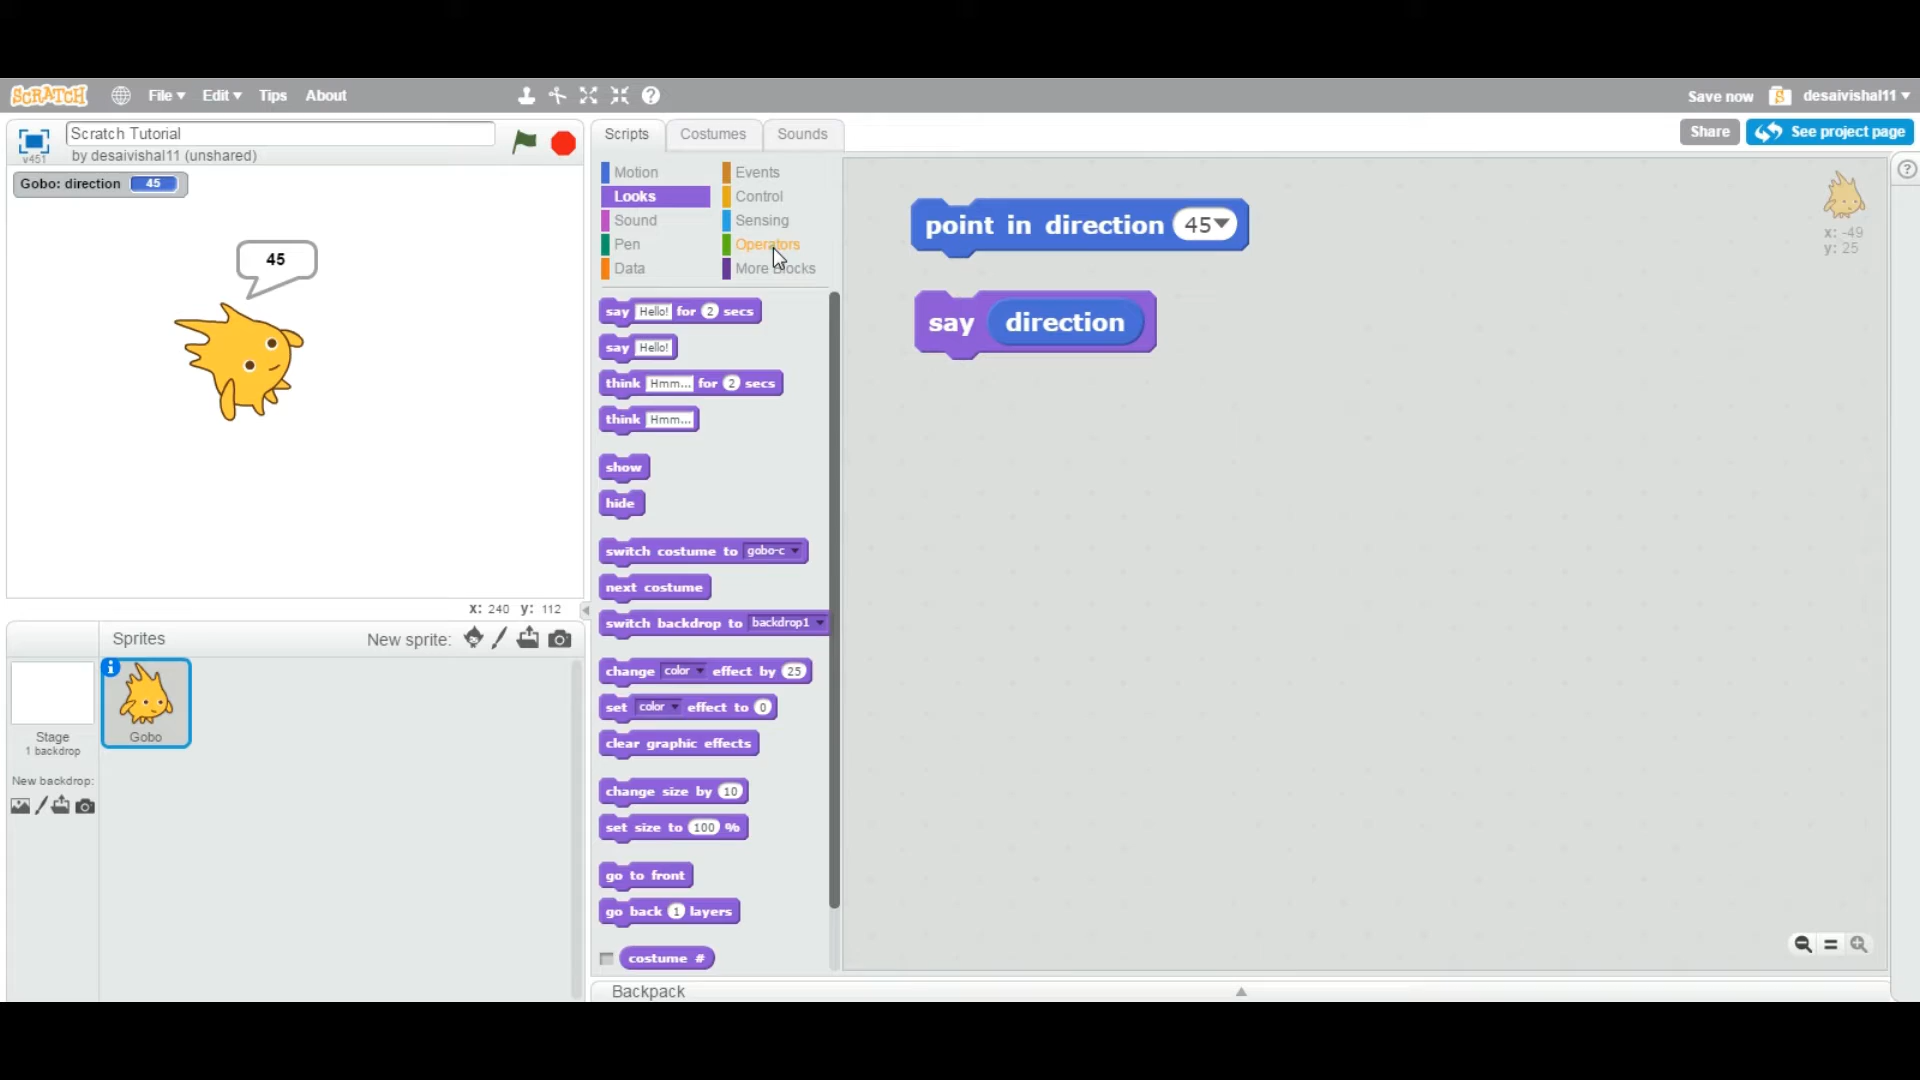 SCRATCH File Edit Tips About
Save now desaivishal11
v451
Scratch Tutorial
by desaivishal11 (unshared)
Scripts Costumes Sounds
Share See project page
Gobo: direction 45
45
x: 240 y: 112
Sprites New sprite:
Stage
1 backdrop
New backdrop:
Gobo
Motion Events
Looks Control
Sound Sensing
Pen Operators
Data More Blocks
say Hello! for 2 secs
say Hello!
think Hmm... for 2 secs
think Hmm...
show
hide
switch costume to gobo-c
next costume
switch backdrop to backdrop1
change color effect by 25
set color effect to 0
clear graphic effects
change size by 10
set size to 100 %
go to front
go back 1 layers
costume #
point in direction 45
say direction
x: -49
y: 25
Backpack